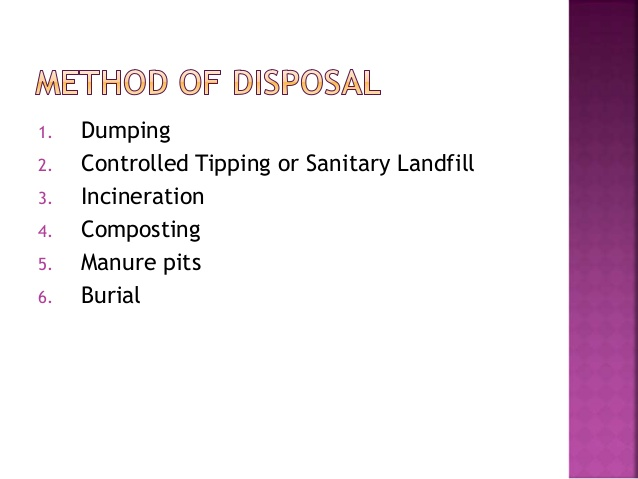 METHOD OF DISPOSAL
1. Dumping
2. Controlled Tipping or Sanitary Landfill
3. Incineration
4. Composting
5. Manure pits
6. Burial